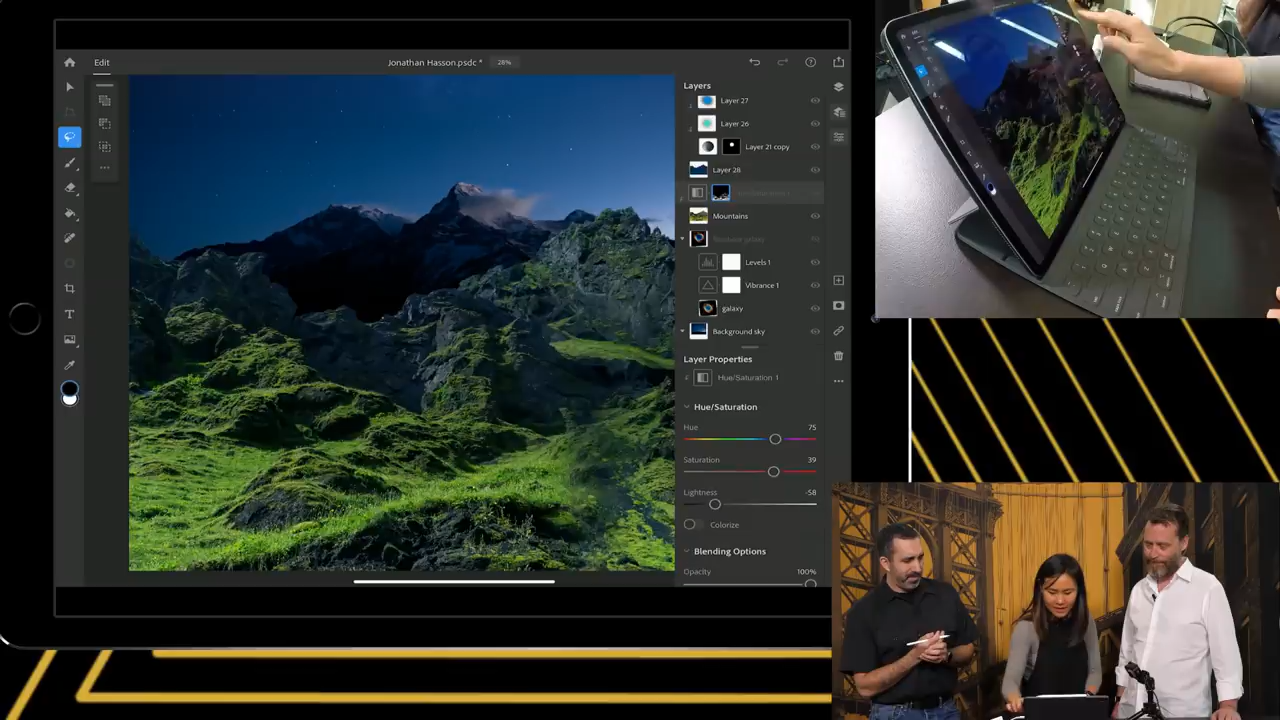 Edit
Jonathan Hasson.psdc *
28%
T
Layers
Layer 27
Layer 26
Layer 21 copy
Layer 28
Mountains
Levels 1
Vibrance 1
galaxy
Background sky
Layer Properties
Hue/Saturation 1
Hue/Saturation
Hue 75
Saturation 39
Lightness -58
Colorize
Blending Options
Opacity 100%